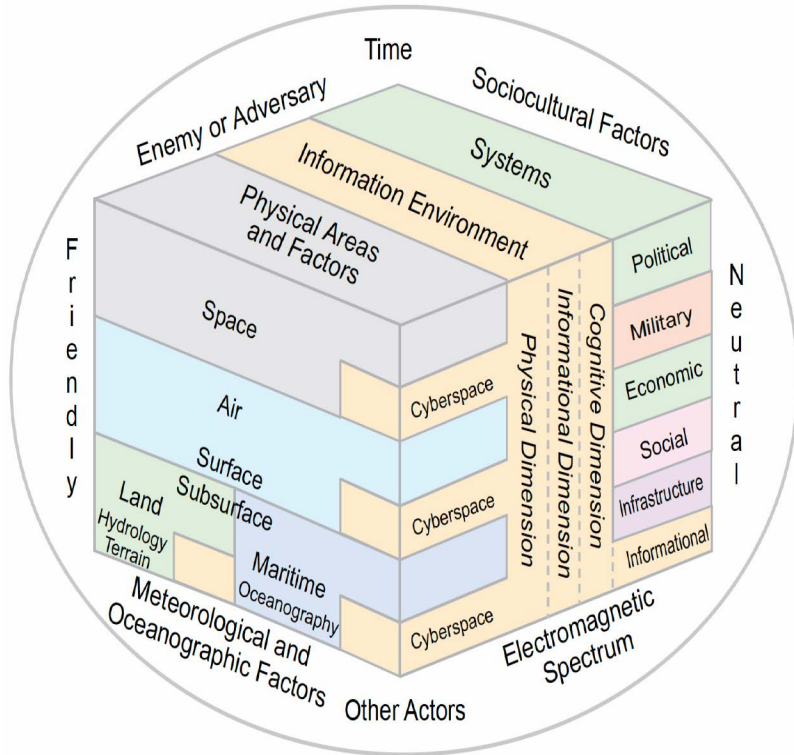 Time
Enemy or Adversary
Sociocultural Factors
Systems
Information Environment
Physical Areas
and Factors
Friendly
Neutral
Space
Air
Surface
Subsurface
Land
Hydrology
Terrain
Maritime
Oceanography
Cyberspace
Cyberspace
Cyberspace
Physical Dimension
Informational Dimension
Cognitive Dimension
Political
Military
Economic
Social
Infrastructure
Informational
Meteorological and
Oceanographic Factors
Electromagnetic
Spectrum
Other Actors